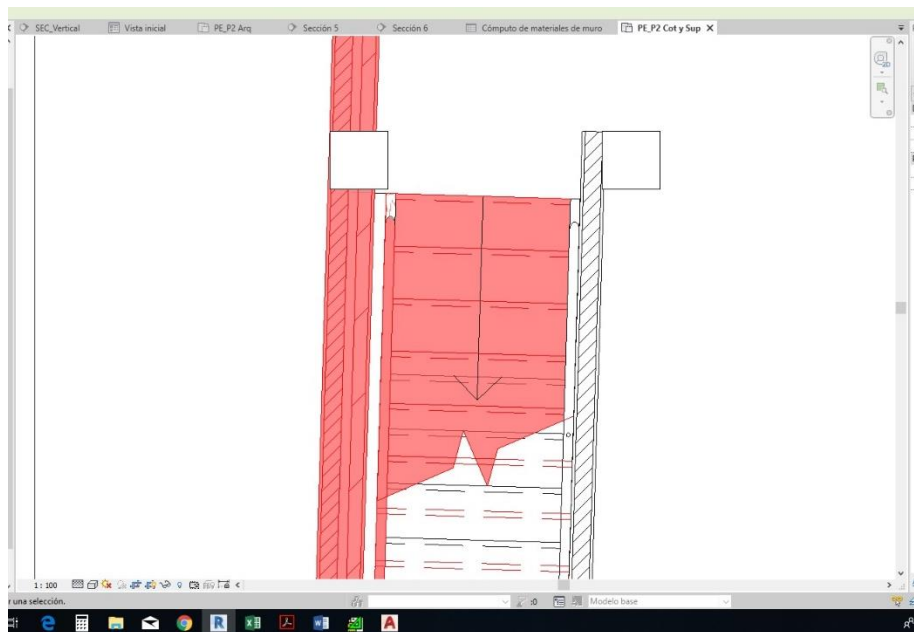 SEC_Vertical Vista inicial PE_P2 Arq Sección 5 Sección 6 Cómputo de materiales de muro PE_P2 Cot y Sup
2D
1 : 100
r una selección. :0 Modelo base